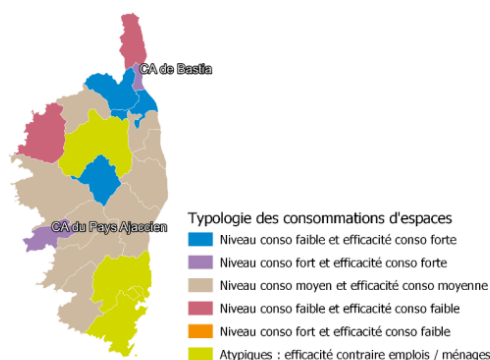 CA de Bastia
CA du Pays Ajaccien
Typologie des consommations d'espaces
Niveau conso faible et efficacité conso forte
Niveau conso fort et efficacité conso forte
Niveau conso moyen et efficacité conso moyenne
Niveau conso faible et efficacité conso faible
Niveau conso fort et efficacité conso faible
Atypiques : efficacité contraire emplois / ménages